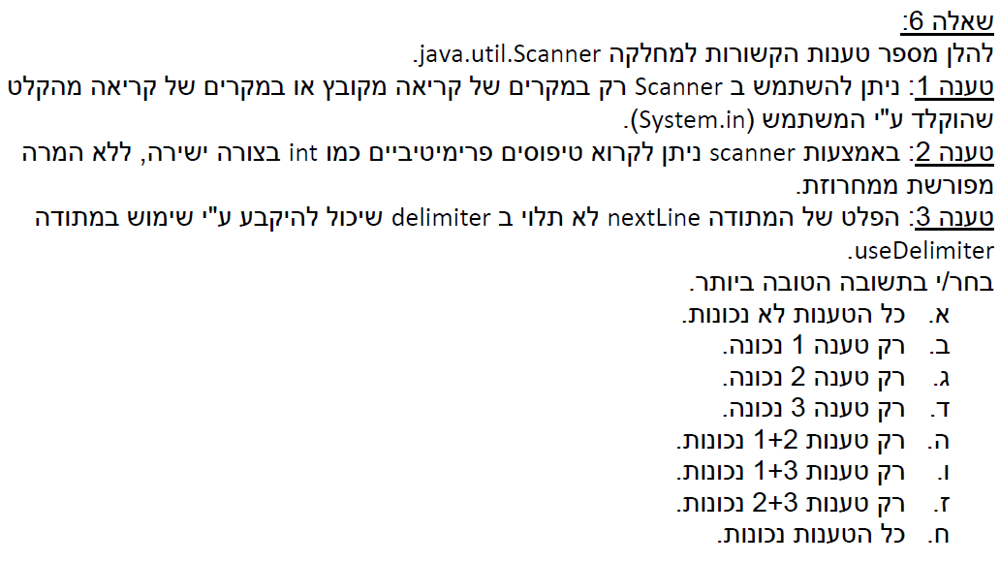 שאלה 6:
להלן מספר טענות הקשורות למחלקה java.util.Scanner.
טענה 1: ניתן להשתמש ב Scanner רק במקרים של קריאה מקובץ או במקרים של קריאה מהקלט
שהוקלד ע"י המשתמש (System.in).
טענה 2: באמצעות scanner ניתן לקרוא טיפוסים פרימיטיביים כמו int בצורה ישירה, ללא המרה
מפורשת ממחרוזת.
טענה 3: הפלט של המתודה nextLine לא תלוי ב delimiter שיכול להיקבע ע"י שימוש במתודה
useDelimiter.
בחר/י בתשובה הטובה ביותר.
א. כל הטענות לא נכונות.
ב. רק טענה 1 נכונה.
ג. רק טענה 2 נכונה.
ד. רק טענה 3 נכונה.
ה. רק טענות 1+2 נכונות.
ו. רק טענות 1+3 נכונות.
ז. רק טענות 2+3 נכונות.
ח. כל הטענות נכונות.